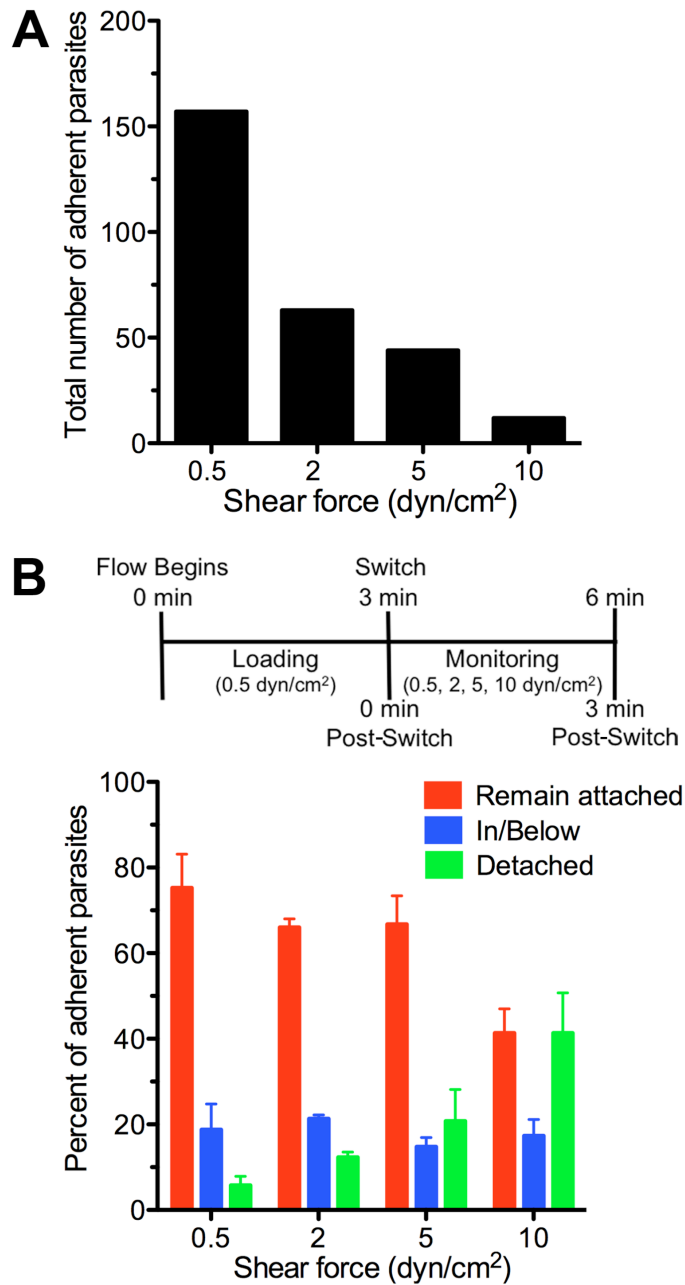 A
Total number of adherent parasites
200
150
100
50
0
0.5 2 5 10
Shear force (dyn/cm²)
B
Flow Begins Switch
0 min 3 min 6 min
Loading Monitoring
(0.5 dyn/cm²) (0.5, 2, 5, 10 dyn/cm²)
0 min 3 min
Post-Switch Post-Switch
Percent of adherent parasites
100
80
60
40
20
0
Remain attached
In/Below
Detached
0.5 2 5 10
Shear force (dyn/cm²)